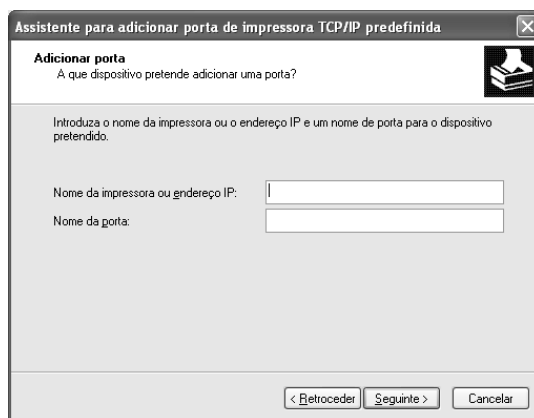 Assistente para adicionar porta de impressora TCP/IP predefinida
Adicionar porta
A que dispositivo pretende adicionar uma porta?
Introduza o nome da impressora ou o endereço IP e um nome de porta para o dispositivo
pretendido.
Nome da impressora ou endereço IP:
Nome da porta:
< Retroceder Seguinte > Cancelar